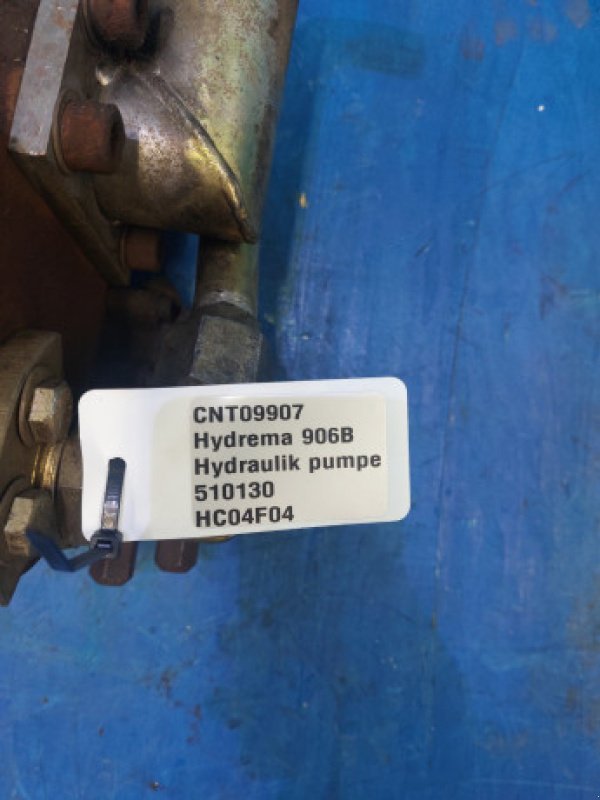 CNT09907
Hydrema 906B
Hydraulik pumpe
510130
HC04F04